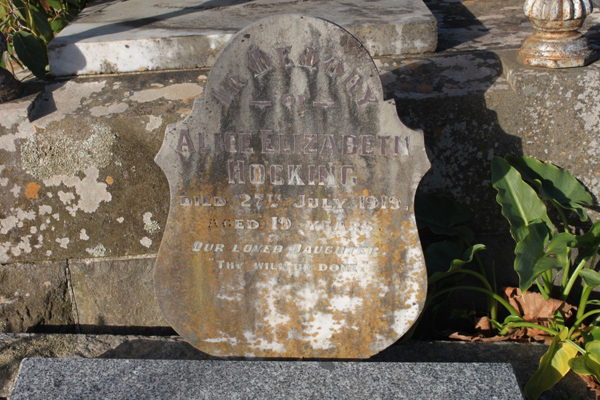 IN MEMORY
OF
ALICE ELIZABETH
HOCKING
DIED 27TH JULY, 1919.
AGED 19 YEARS.
OUR LOVED DAUGHTER.
THY WILL BE DONE.